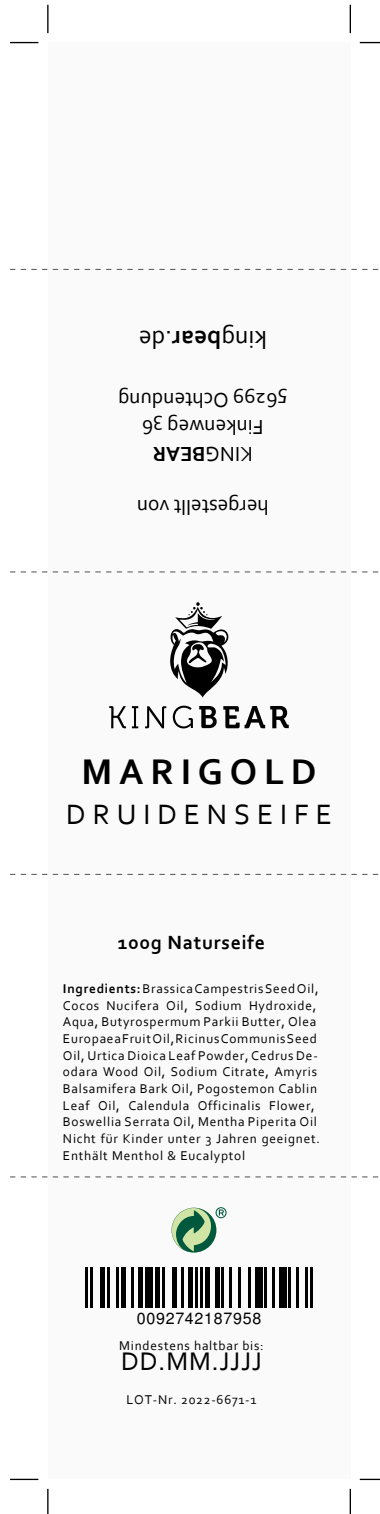 hergestellt von
KINGBEAR
Finkenweg 36
56299 Ochtendung
kingbear.de
KINGBEAR
MARIGOLD
DRUIDENSEIFE
100g Naturseife
Ingredients: Brassica Campestris Seed Oil,
Cocos Nucifera Oil, Sodium Hydroxide,
Aqua, Butyrospermum Parkii Butter, Olea
Europaea Fruit Oil, Ricinus Communis Seed
Oil, Urtica Dioica Leaf Powder, Cedrus De-
odara Wood Oil, Sodium Citrate, Amyris
Balsamifera Bark Oil, Pogostemon Cablin
Leaf Oil, Calendula Officinalis Flower,
Boswellia Serrata Oil, Mentha Piperita Oil
Nicht für Kinder unter 3 Jahren geeignet.
Enthält Menthol & Eucalyptol
®
0092742187958
Mindestens haltbar bis:
DD.MM.JJJJ
LOT-Nr. 2022-6671-1